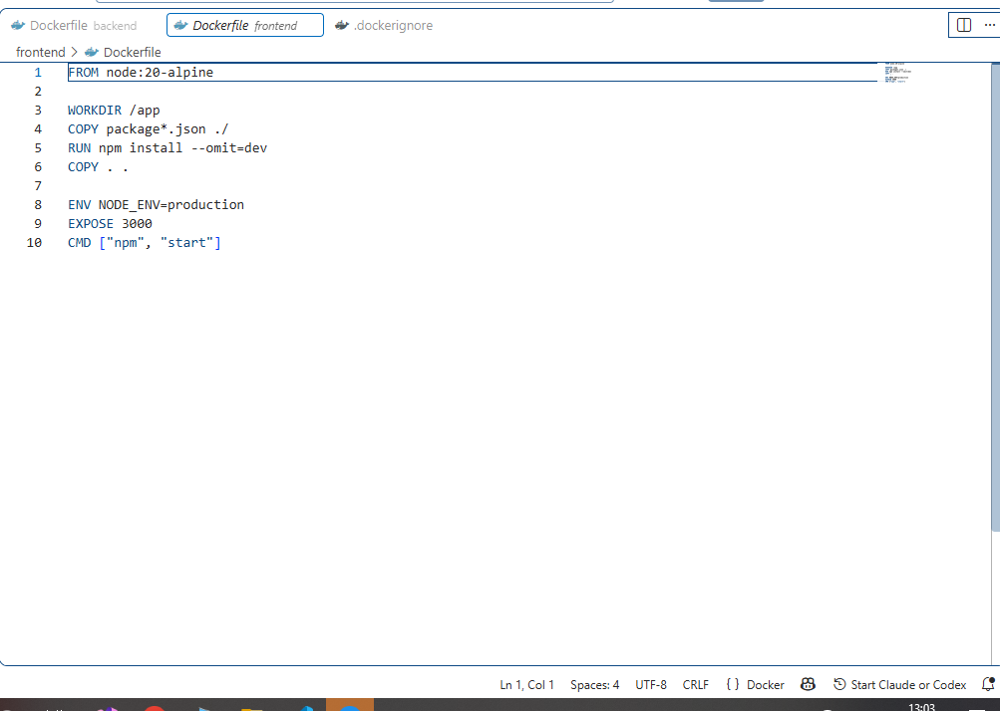 Dockerfile backend
Dockerfile frontend
.dockerignore
frontend > Dockerfile
1 FROM node:20-alpine
2
3 WORKDIR /app
4 COPY package*.json ./
5 RUN npm install --omit=dev
6 COPY . .
7
8 ENV NODE_ENV=production
9 EXPOSE 3000
10 CMD ["npm", "start"]
Ln 1, Col 1 Spaces: 4 UTF-8 CRLF { } Docker Start Claude or Codex
13:03